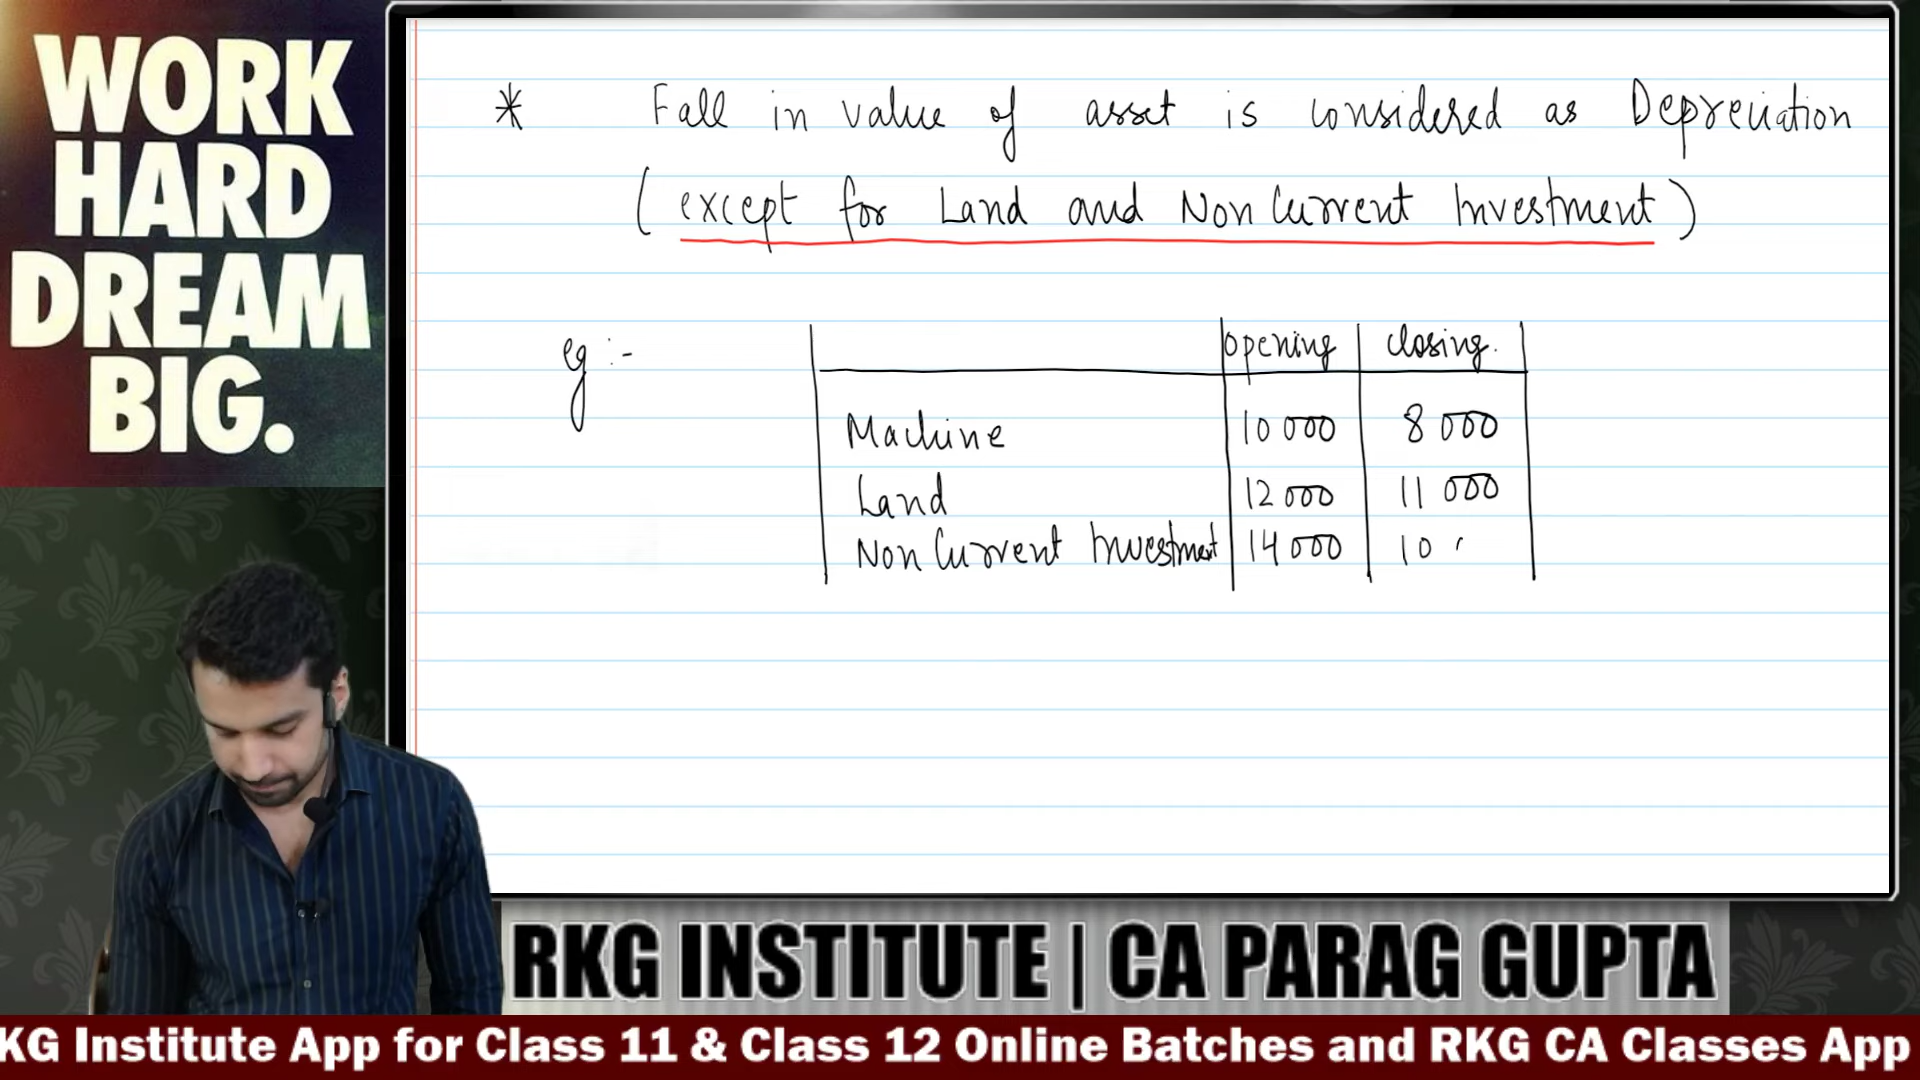 WORK
HARD
DREAM
BIG.
* Fall in value of asset is considered as Depreciation
(except for Land and Non Current Investment)
eg :-
opening closing.
Machine 10 000 8 000
Land 12 000 11 000
Non Current Investment 14 000 10
RKG INSTITUTE | CA PARAG GUPTA
KG Institute App for Class 11 & Class 12 Online Batches and RKG CA Classes App